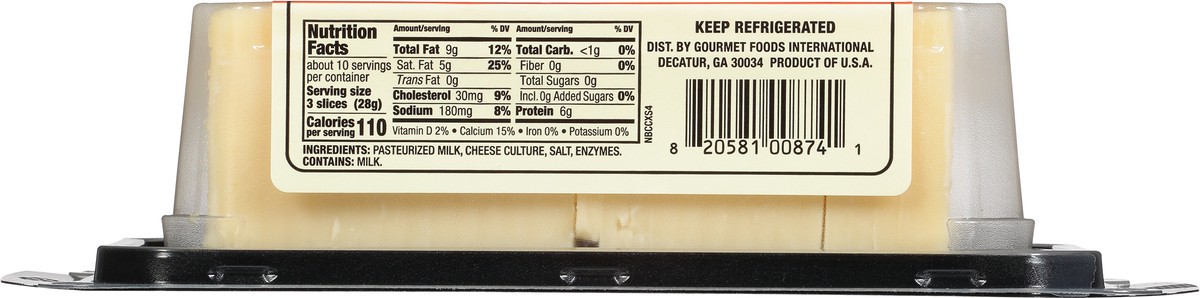 Nutrition
Facts
about 10 servings
per container
Serving size
3 slices (28g)
Calories
per serving 110
Amount/serving % DV
Total Fat 9g 12%
Sat. Fat 5g 25%
Trans Fat 0g
Cholesterol 30mg 9%
Sodium 180mg 8%
Amount/serving % DV
Total Carb. <1g 0%
Fiber 0g 0%
Total Sugars 0g
Incl. 0g Added Sugars 0%
Protein 6g
Vitamin D 2% • Calcium 15% • Iron 0% • Potassium 0%
INGREDIENTS: PASTEURIZED MILK, CHEESE CULTURE, SALT, ENZYMES.
CONTAINS: MILK.
NBCCXS4
KEEP REFRIGERATED
DIST. BY GOURMET FOODS INTERNATIONAL
DECATUR, GA 30034 PRODUCT OF U.S.A.
8 20581 00874 1